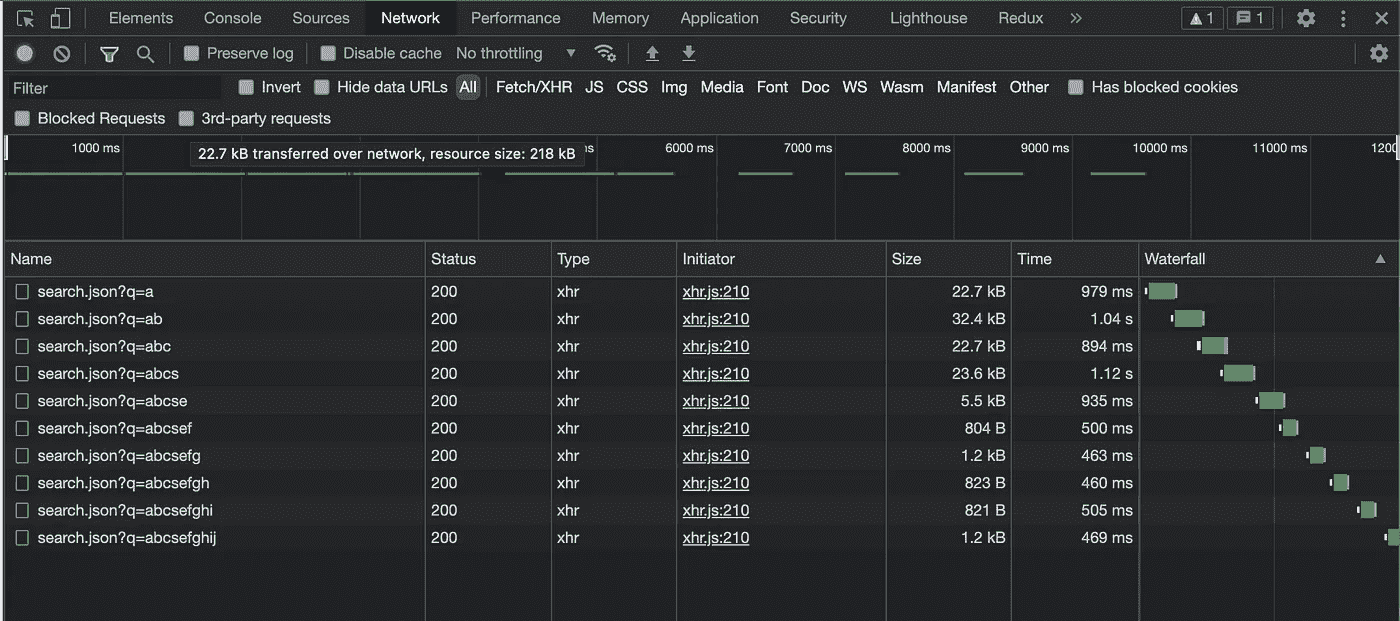 Elements Console Sources Network Performance Memory Application Security Lighthouse Redux » 1 1
Preserve log Disable cache No throttling
Filter Invert Hide data URLs All Fetch/XHR JS CSS Img Media Font Doc WS Wasm Manifest Other Has blocked cookies
Blocked Requests 3rd-party requests
1000 ms 6000 ms 7000 ms 8000 ms 9000 ms 10000 ms 11000 ms
22.7 kB transferred over network, resource size: 218 kB
Name Status Type Initiator Size Time Waterfall
search.json?q=a 200 xhr xhr.js:210 22.7 kB 979 ms
search.json?q=ab 200 xhr xhr.js:210 32.4 kB 1.04 s
search.json?q=abc 200 xhr xhr.js:210 22.7 kB 894 ms
search.json?q=abcs 200 xhr xhr.js:210 23.6 kB 1.12 s
search.json?q=abcse 200 xhr xhr.js:210 5.5 kB 935 ms
search.json?q=abcsef 200 xhr xhr.js:210 804 B 500 ms
search.json?q=abcsefg 200 xhr xhr.js:210 1.2 kB 463 ms
search.json?q=abcsefgh 200 xhr xhr.js:210 823 B 460 ms
search.json?q=abcsefghi 200 xhr xhr.js:210 821 B 505 ms
search.json?q=abcsefghij 200 xhr xhr.js:210 1.2 kB 469 ms